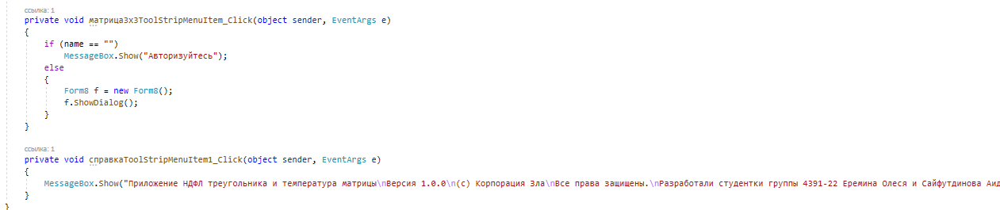 ссылка: 1
private void матрица3x3ToolStripMenuItem_Click(object sender, EventArgs e)
{
if (name == "")
MessageBox.Show("Авторизуйтесь");
else
{
Form8 f = new Form8();
f.ShowDialog();
}
}
ссылка: 1
private void справкаToolStripMenuItem1_Click(object sender, EventArgs e)
{
MessageBox.Show("Приложение НДФЛ треугольника и температура матрицы\nВерсия 1.0.0\n(c) Корпорация Зла\nВсе права защищены.\nРазработали студентки группы 4391-22 Еремина Олеся и Сайфутдинова Аид
}
}